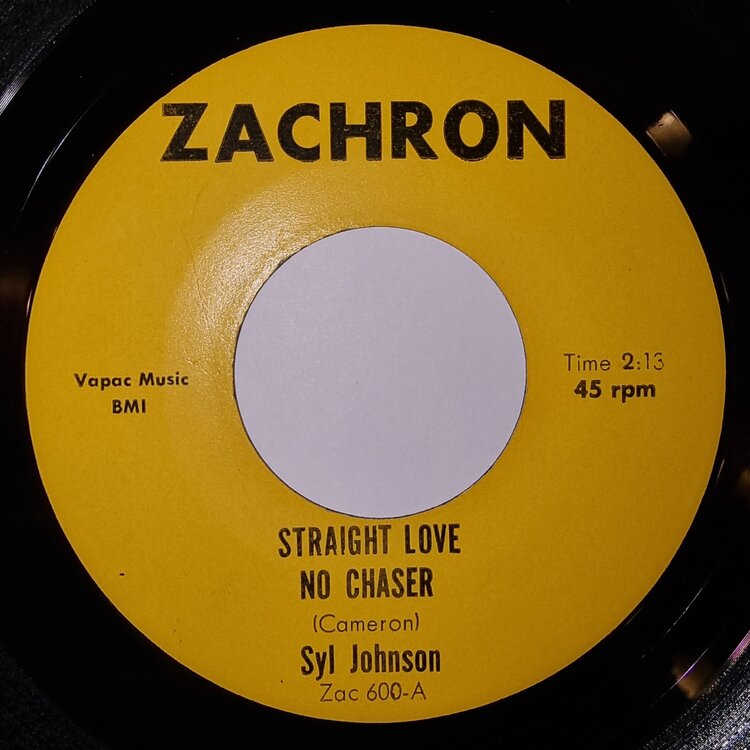 ZACHRON
Vapac Music
BMI
Time 2:13
45 rpm
STRAIGHT LOVE
NO CHASER
(Cameron)
Syl Johnson
Zac 600-A